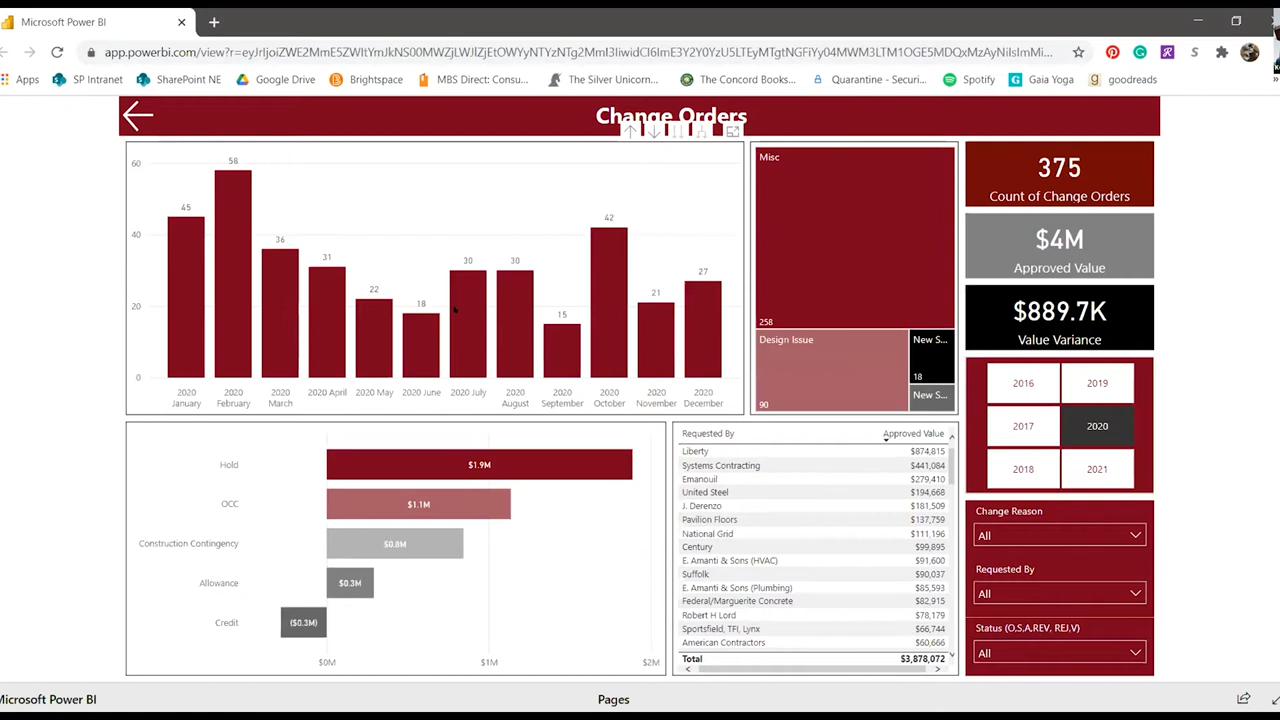 Microsoft Power BI
app.powerbi.com/view?r=eyJrIjoiZWE2MmE5ZWItYmJkNS00MWZjLWJlZjEtOWYyNTYzNTg2MmI3IiwidCI6ImE3Y2Y0YzU5LTEyMTgtNGFiYy04MWM3LTM1OGE5MDQxMzAyNiIsImMi...
Apps SP Intranet SharePoint NE Google Drive Brightspace MBS Direct: Consu... The Silver Unicorn... The Concord Books... Quarantine - Securi... Spotify Gaia Yoga goodreads
Change Orders
60
40
20
0
45 58 36 31 22 18 30 30 15 42 21 27
2020 January
2020 February
2020 March
2020 April
2020 May
2020 June
2020 July
2020 August
2020 September
2020 October
2020 November
2020 December
Misc
258
Design Issue
90
New S...
18
New S...
375
Count of Change Orders
$4M
Approved Value
$889.7K
Value Variance
2016 2019
2017 2020
2018 2021
Change Reason
All
Requested By
All
Status (O,S,A,REV, REJ,V)
All
Hold $1.9M
OCC $1.1M
Construction Contingency $0.8M
Allowance $0.3M
Credit ($0.3M)
$0M $1M $2M
Requested By Approved Value
Liberty $874,815
Systems Contracting $441,084
Emanouil $279,410
United Steel $194,668
J. Derenzo $181,509
Pavilion Floors $137,759
National Grid $111,196
Century $99,895
E. Amanti & Sons (HVAC) $91,600
Suffolk $90,037
E. Amanti & Sons (Plumbing) $85,593
Federal/Marguerite Concrete $82,915
Robert H Lord $78,179
Sportsfield, TFI, Lynx $66,744
American Contractors $60,666
Total $3,878,072
Microsoft Power BI
Pages